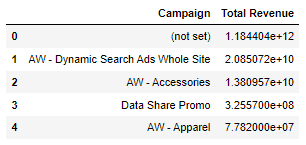 Campaign Total Revenue
0 (not set) 1.184404e+12
1 AW - Dynamic Search Ads Whole Site 2.085072e+10
2 AW - Accessories 1.380957e+10
3 Data Share Promo 3.255700e+08
4 AW - Apparel 7.782000e+07